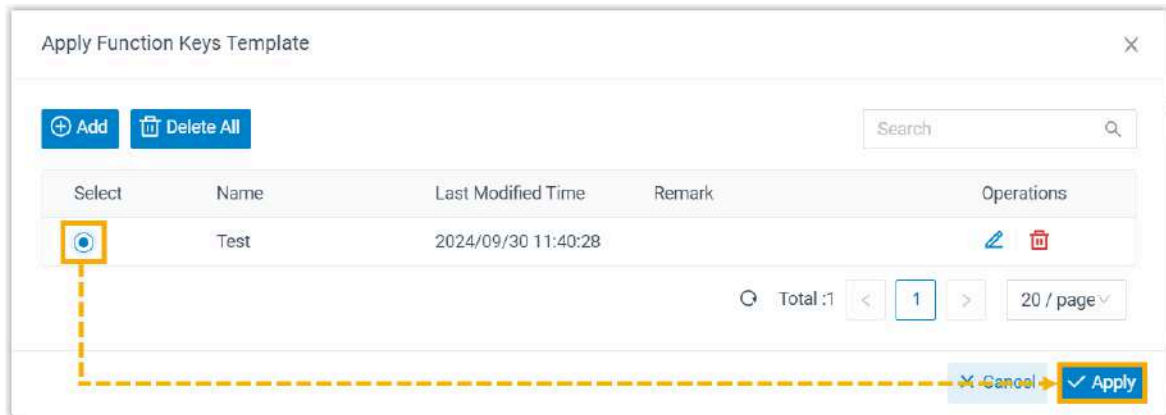 Apply Function Keys Template
Add Delete All Search
Select Name Last Modified Time Remark Operations
Test 2024/09/30 11:40:28
Total :1 < 1 > 20 / page
Cancel Apply